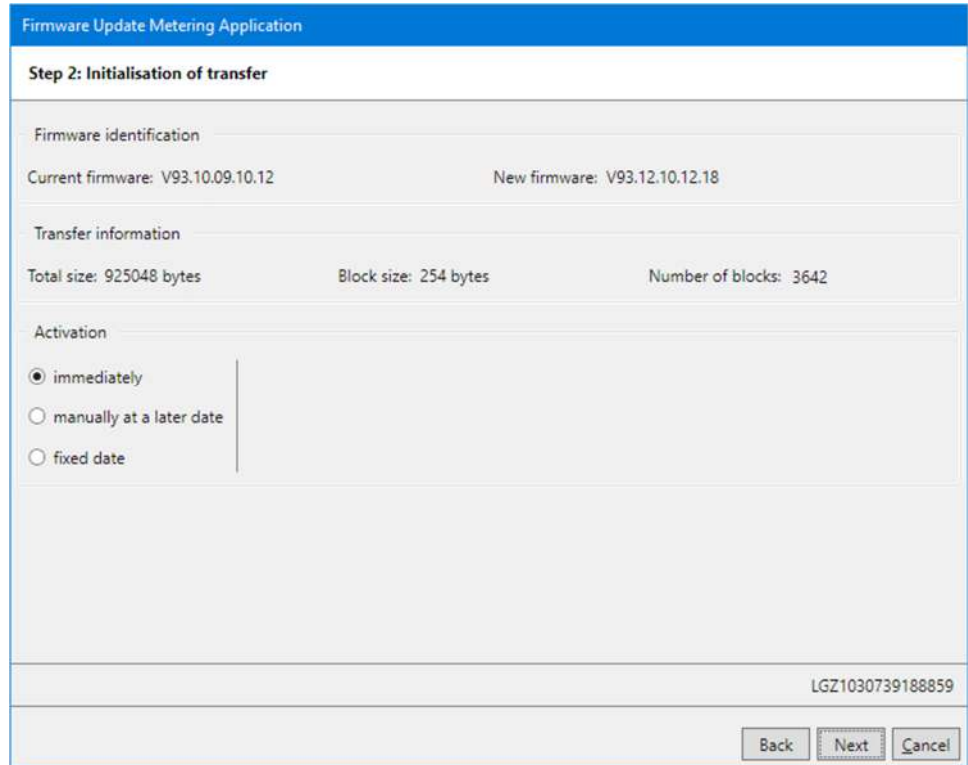 Firmware Update Metering Application
Step 2: Initialisation of transfer
Firmware identification
Current firmware: V93.10.09.10.12 New firmware: V93.12.10.12.18
Transfer information
Total size: 925048 bytes Block size: 254 bytes Number of blocks: 3642
Activation
immediately
manually at a later date
fixed date
LGZ1030739188859
Back Next Cancel